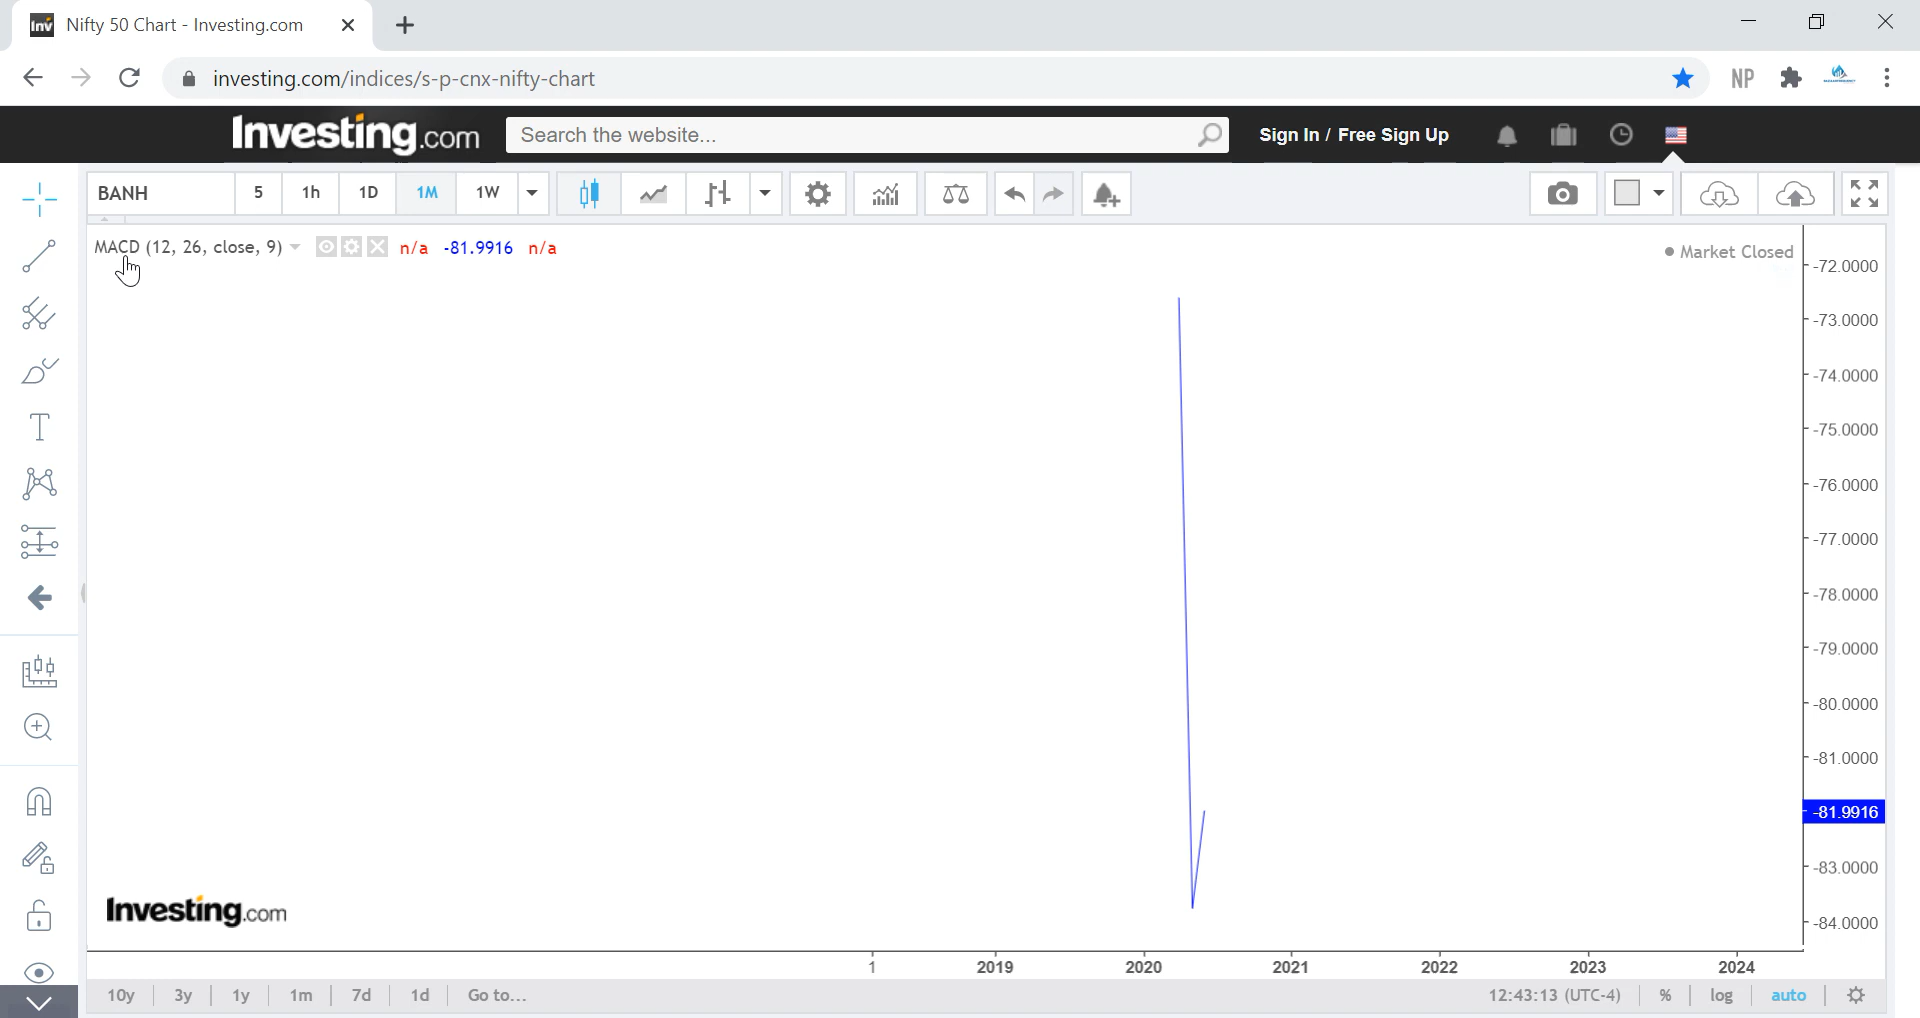 Inv Nifty 50 Chart - Investing.com
investing.com/indices/s-p-cnx-nifty-chart
NP
Investing.com
Search the website...
Sign In / Free Sign Up
BANH 5 1h 1D 1M 1W
MACD (12, 26, close, 9) n/a -81.9916 n/a
Market Closed
-72.0000
-73.0000
-74.0000
-75.0000
-76.0000
-77.0000
-78.0000
-79.0000
-80.0000
-81.0000
-81.9916
-83.0000
-84.0000
Investing.com
1 2019 2020 2021 2022 2023 2024
10y 3y 1y 1m 7d 1d Go to... 12:43:13 (UTC-4) % log auto